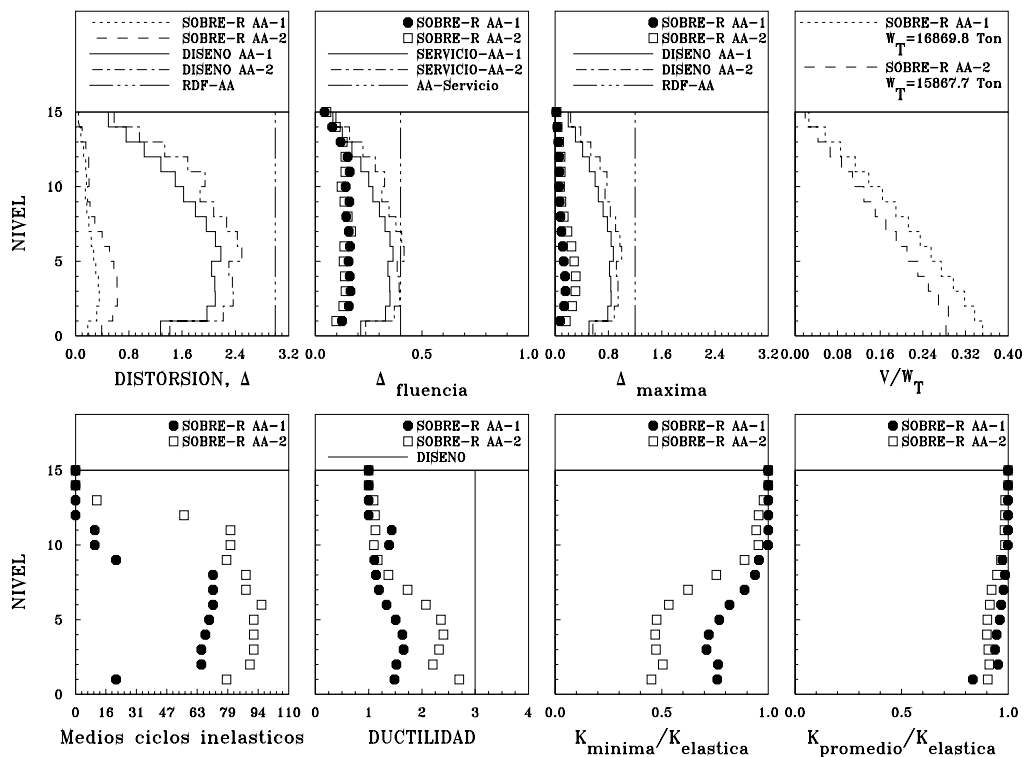 SOBRE-R AA-1
SOBRE-R AA-2
DISENO AA-1
DISENO AA-2
RDF-AA
SOBRE-R AA-1
SOBRE-R AA-2
SERVICIO-AA-1
SERVICIO-AA-2
AA-Servicio
SOBRE-R AA-1
SOBRE-R AA-2
DISENO AA-1
DISENO AA-2
RDF-AA
SOBRE-R AA-1
W_T=16869.8 Ton
SOBRE-R AA-2
W_T=15867.7 Ton
NIVEL
15
10
5
0
0.0 0.8 1.6 2.4 3.2
DISTORSION, Δ
0.0 0.5 1.0
Δ fluencia
0.0 0.8 1.6 2.4 3.2
Δ maxima
0.00 0.08 0.16 0.24 0.32 0.40
V/W_T
SOBRE-R AA-1
SOBRE-R AA-2
SOBRE-R AA-1
SOBRE-R AA-2
DISENO
SOBRE-R AA-1
SOBRE-R AA-2
SOBRE-R AA-1
SOBRE-R AA-2
NIVEL
15
10
5
0
0 16 31 47 63 79 94 110
Medios ciclos inelasticos
0 1 2 3 4
DUCTILIDAD
0.0 0.5 1.0
K minima/K elastica
0.0 0.5 1.0
K promedio/K elastica